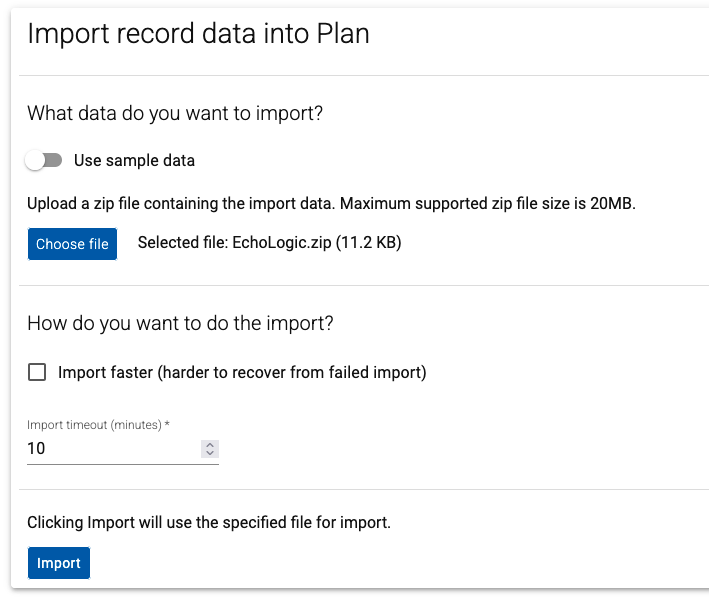 Import record data into Plan
What data do you want to import?
Use sample data
Upload a zip file containing the import data. Maximum supported zip file size is 20MB.
Choose file Selected file: EchoLogic.zip (11.2 KB)
How do you want to do the import?
Import faster (harder to recover from failed import)
Import timeout (minutes) *
10
Clicking Import will use the specified file for import.
Import